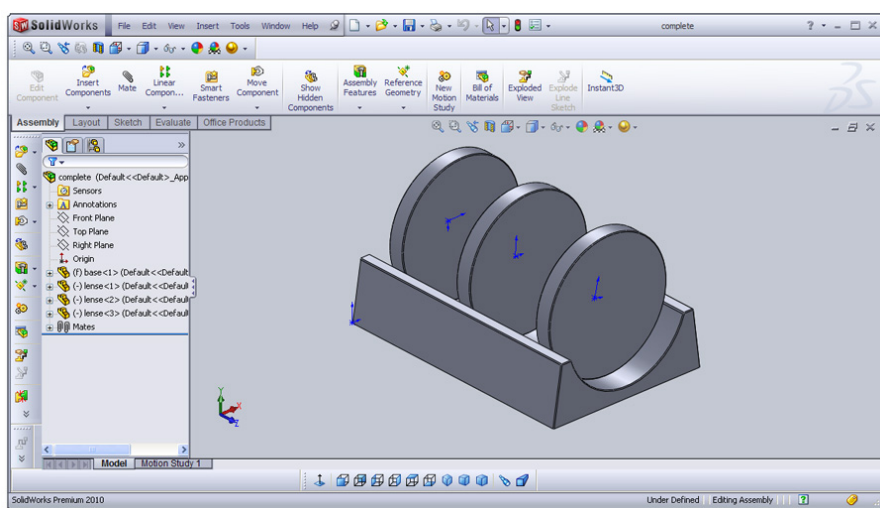 SolidWorks File Edit View Insert Tools Window Help complete
Edit Component
Insert Components
Mate
Linear Compon...
Smart Fasteners
Move Component
Show Hidden Components
Assembly Features
Reference Geometry
New Motion Study
Bill of Materials
Exploded View
Explode Line Sketch
Instant3D
Assembly Layout Sketch Evaluate Office Products
complete (Default<<Default>_App
Sensors
Annotations
Front Plane
Top Plane
Right Plane
Origin
(f) base<1> (Default<<Default
(-) lense<1> (Default<<Defaul
(-) lense<2> (Default<<Defaul
(-) lense<3> (Default<<Defaul
Mates
Y
X
Z
Model Motion Study 1
SolidWorks Premium 2010 Under Defined Editing Assembly